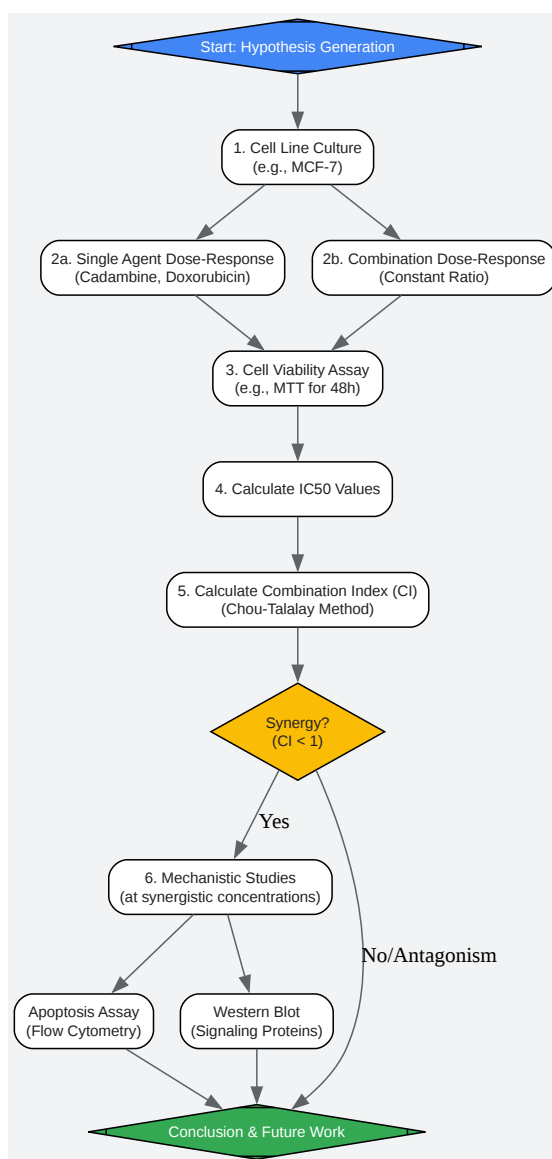 Start: Hypothesis Generation
1. Cell Line Culture
(e.g., MCF-7)
2a. Single Agent Dose-Response
(Cadambine, Doxorubicin)
2b. Combination Dose-Response
(Constant Ratio)
3. Cell Viability Assay
(e.g., MTT for 48h)
4. Calculate IC50 Values
5. Calculate Combination Index (CI)
(Chou-Talalay Method)
Synergy?
(CI < 1)
Yes
6. Mechanistic Studies
(at synergistic concentrations)
No/Antagonism
Apoptosis Assay
(Flow Cytometry)
Western Blot
(Signaling Proteins)
Conclusion & Future Work